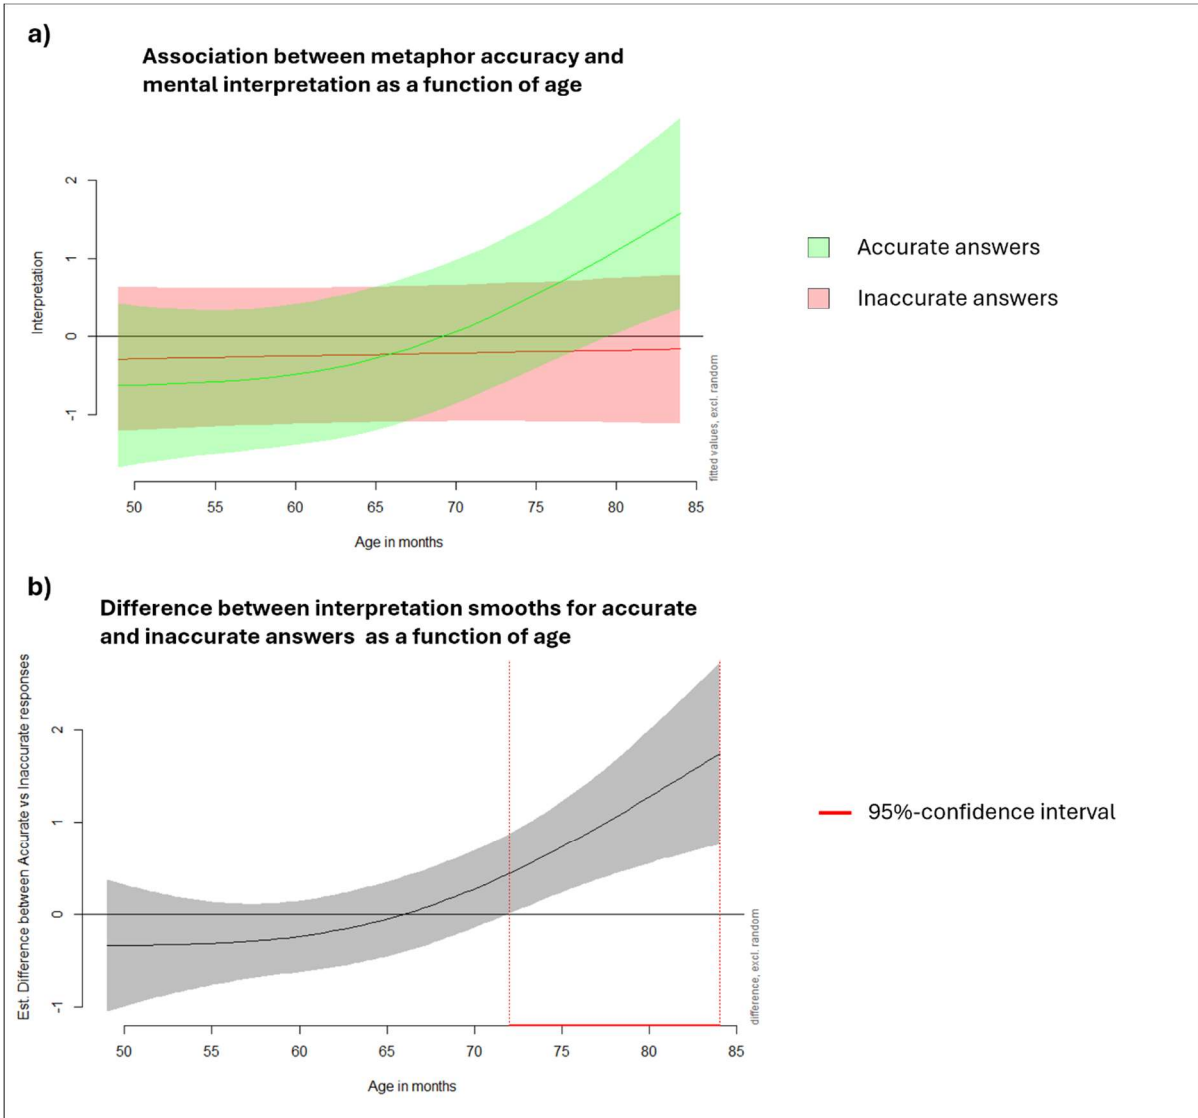 a)
Association between metaphor accuracy and
mental interpretation as a function of age
Interpretation
2
1
0
-1
50 55 60 65 70 75 80 85
Age in months
fitted values, excl. random
Accurate answers
Inaccurate answers
b)
Difference between interpretation smooths for accurate
and inaccurate answers as a function of age
Est. Difference between Accurate vs Inaccurate responses
2
1
0
-1
50 55 60 65 70 75 80 85
Age in months
difference, excl. random
95%-confidence interval